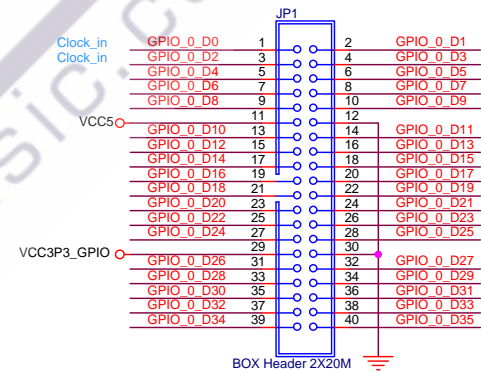 JP1
Clock_in GPIO_0_D0 1 2 GPIO_0_D1
Clock_in GPIO_0_D2 3 4 GPIO_0_D3
GPIO_0_D4 5 6 GPIO_0_D5
GPIO_0_D6 7 8 GPIO_0_D7
GPIO_0_D8 9 10 GPIO_0_D9
VCC5 11 12
GPIO_0_D10 13 14 GPIO_0_D11
GPIO_0_D12 15 16 GPIO_0_D13
GPIO_0_D14 17 18 GPIO_0_D15
GPIO_0_D16 19 20 GPIO_0_D17
GPIO_0_D18 21 22 GPIO_0_D19
GPIO_0_D20 23 24 GPIO_0_D21
GPIO_0_D22 25 26 GPIO_0_D23
GPIO_0_D24 27 28 GPIO_0_D25
VCC3P3_GPIO 29 30
GPIO_0_D26 31 32 GPIO_0_D27
GPIO_0_D28 33 34 GPIO_0_D29
GPIO_0_D30 35 36 GPIO_0_D31
GPIO_0_D32 37 38 GPIO_0_D33
GPIO_0_D34 39 40 GPIO_0_D35
BOX Header 2X20M